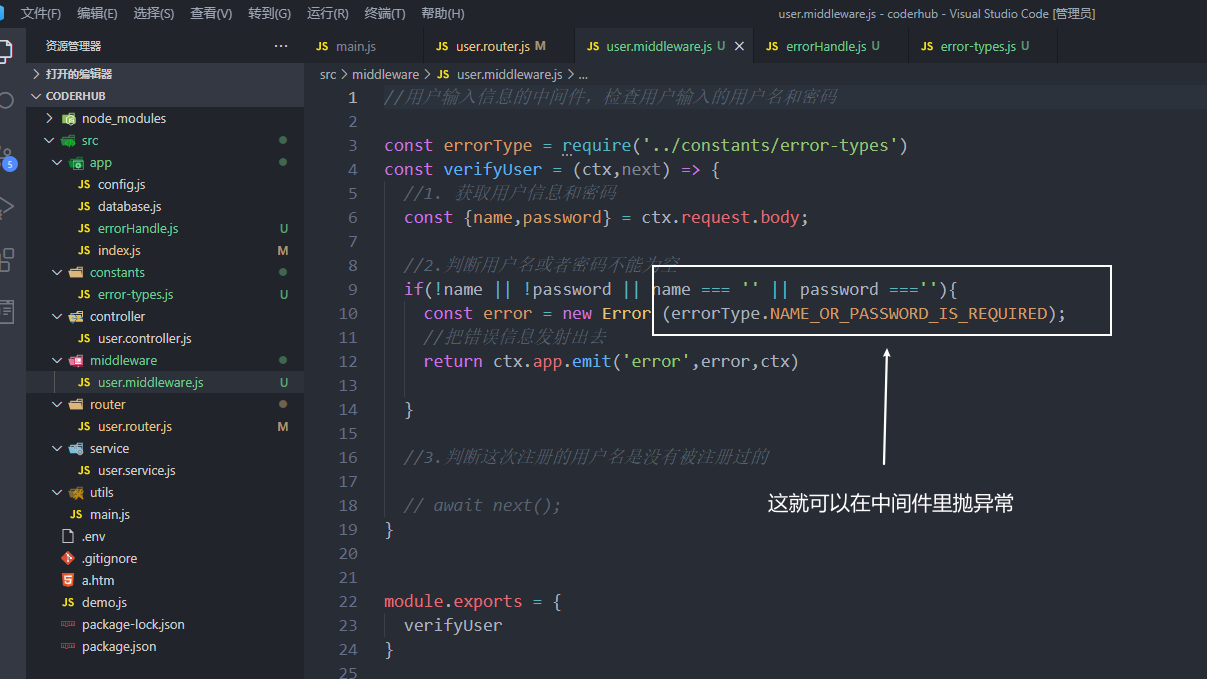 文件(F) 编辑(E) 选择(S) 查看(V) 转到(G) 运行(R) 终端(T) 帮助(H) user.middleware.js - coderhub - Visual Studio Code [管理员]
资源管理器 ...
JS main.js JS user.router.js M JS user.middleware.js U × JS errorHandle.js U JS error-types.js U
打开的编辑器
src > middleware > JS user.middleware.js > ...
CODERHUB
node_modules
src
app
JS config.js
JS database.js
JS errorHandle.js U
JS index.js M
constants
JS error-types.js U
controller
JS user.controller.js
middleware
JS user.middleware.js U
router
JS user.router.js M
service
JS user.service.js
utils
JS main.js
.env
.gitignore
a.htm
JS demo.js
package-lock.json
package.json
5
1 //用户输入信息的中间件，检查用户输入的用户名和密码
2
3 const errorType = require('../constants/error-types')
4 const verifyUser = (ctx,next) => {
5 //1. 获取用户信息和密码
6 const {name,password} = ctx.request.body;
7
8 //2.判断用户名或者密码不能为空
9 if(!name || !password || name === '' || password ===''){
10 const error = new Error (errorType.NAME_OR_PASSWORD_IS_REQUIRED);
11 //把错误信息发射出去
12 return ctx.app.emit('error',error,ctx)
13
14 }
15
16 //3.判断这次注册的用户名是没有被注册过的
17
18 // await next();
19 }
20
21
22 module.exports = {
23 verifyUser
24 }
25
这就可以在中间件里抛异常